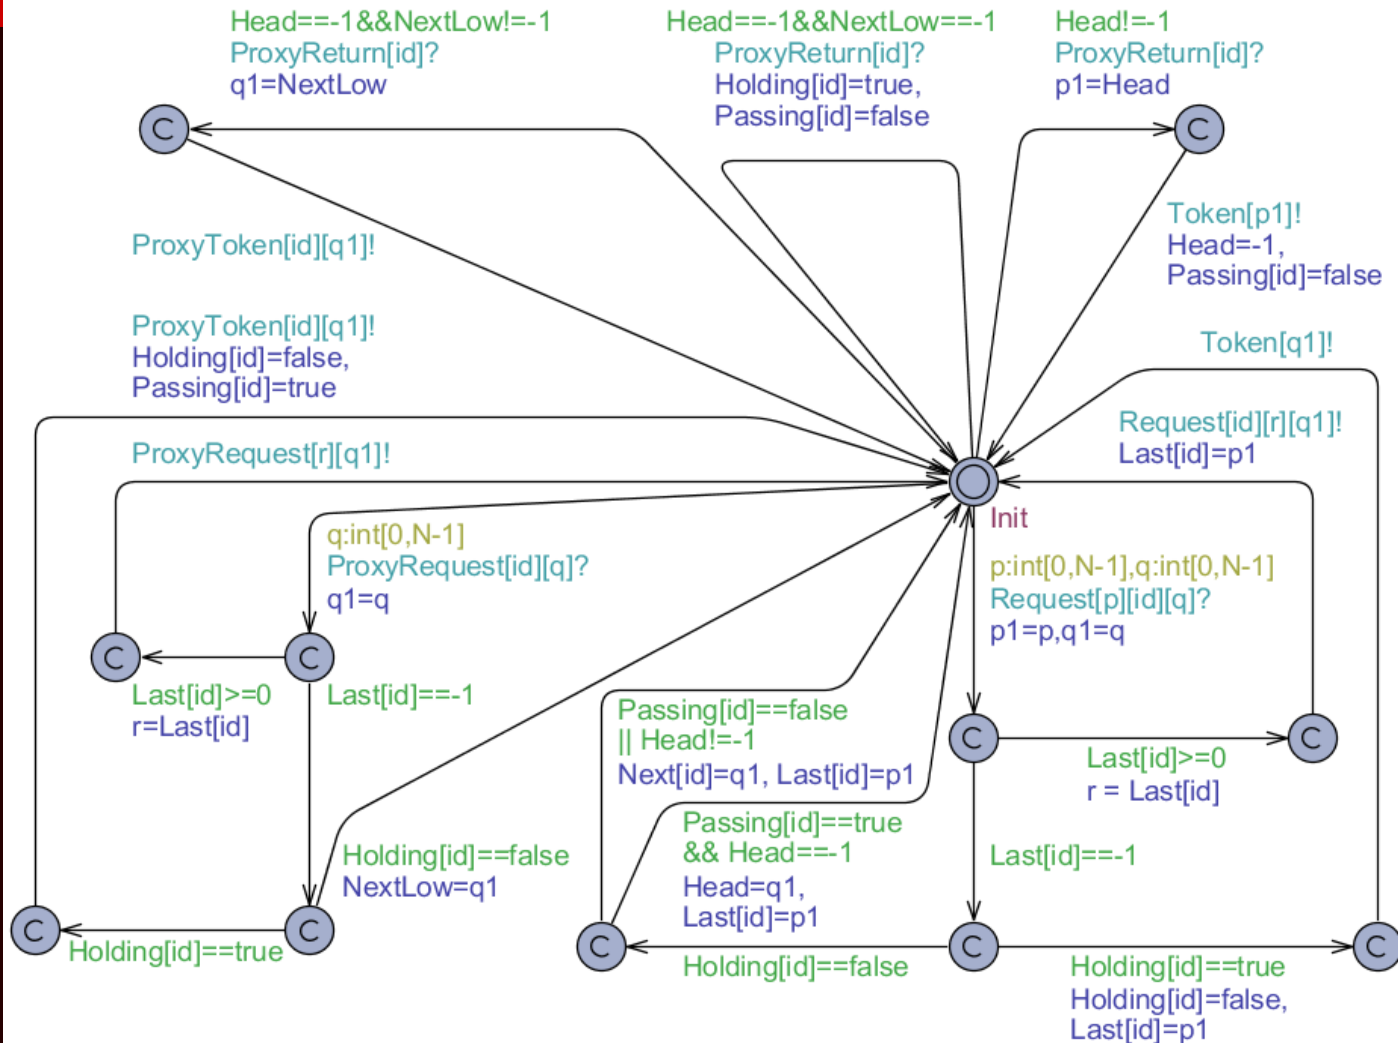 Head==-1&&NextLow!=-1
ProxyReturn[id]?
q1=NextLow
Head==-1&&NextLow==-1
ProxyReturn[id]?
Holding[id]=true,
Passing[id]=false
Head!=-1
ProxyReturn[id]?
p1=Head
C
C
Token[p1]!
Head=-1,
Passing[id]=false
ProxyToken[id][q1]!
ProxyToken[id][q1]!
Holding[id]=false,
Passing[id]=true
Token[q1]!
Request[id][r][q1]!
Last[id]=p1
ProxyRequest[r][q1]!
Init
q:int[0,N-1]
ProxyRequest[id][q]?
q1=q
p:int[0,N-1],q:int[0,N-1]
Request[p][id][q]?
p1=p,q1=q
C
C
Last[id]>=0
r=Last[id]
Last[id]==-1
Passing[id]==false
|| Head!=-1
Next[id]=q1, Last[id]=p1
C
C
Last[id]>=0
r = Last[id]
Passing[id]==true
&& Head==-1
Head=q1,
Last[id]=p1
Last[id]==-1
Holding[id]==false
NextLow=q1
C
C
Holding[id]==true
C
C
C
Holding[id]==false
Holding[id]==true
Holding[id]=false,
Last[id]=p1